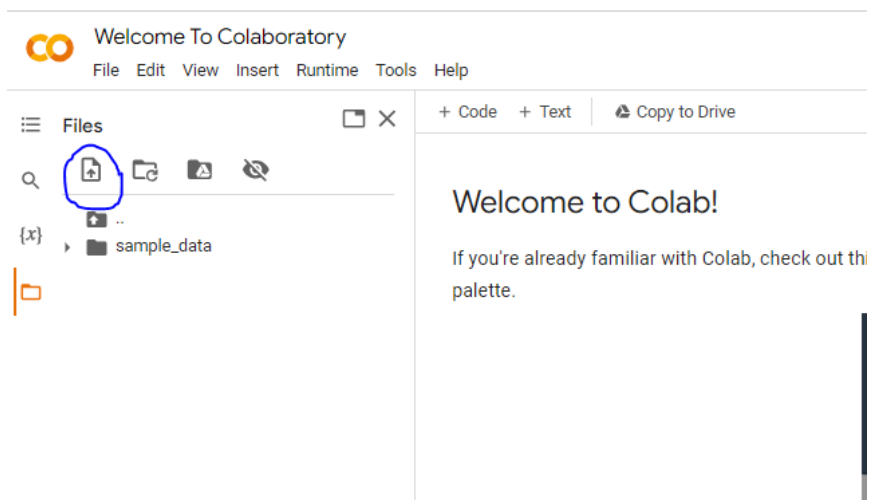 Welcome To Colaboratory
File Edit View Insert Runtime Tools Help
Files
+ Code + Text Copy to Drive
{x}
..
sample_data
Welcome to Colab!
If you're already familiar with Colab, check out thi
palette.